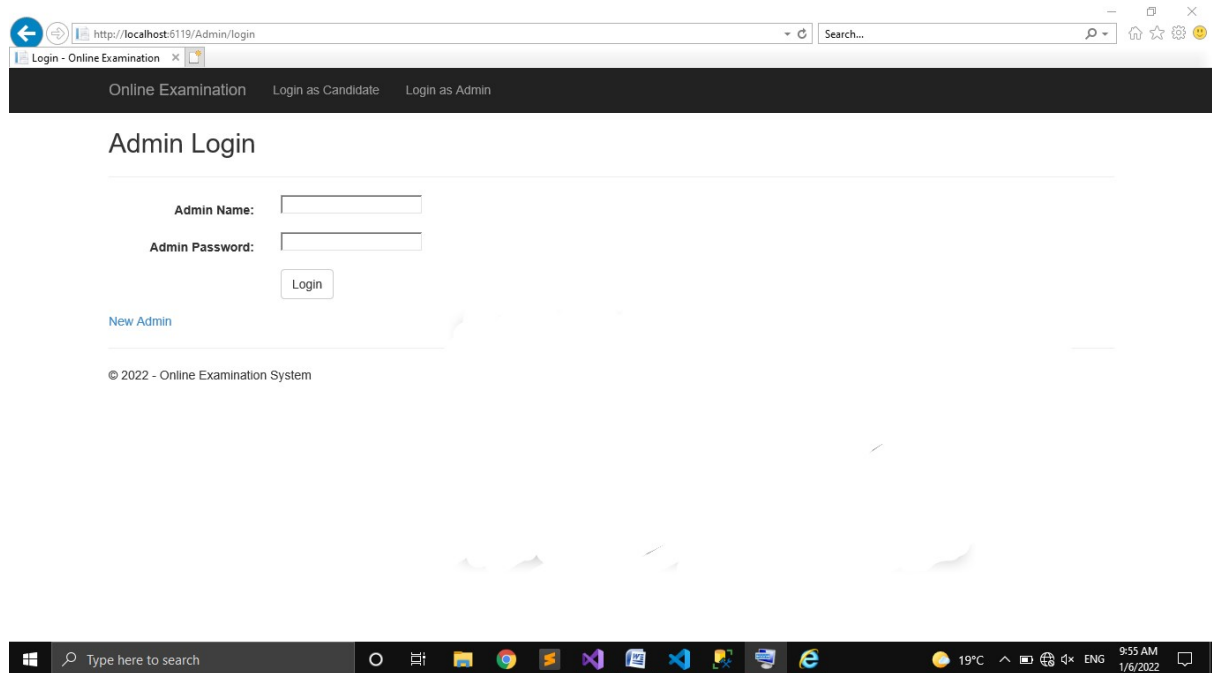 http://localhost:6119/Admin/login
Search...
Login - Online Examination
Online Examination Login as Candidate Login as Admin
Admin Login
Admin Name:
Admin Password:
Login
New Admin
© 2022 - Online Examination System
Type here to search
19°C ENG 9:55 AM
1/6/2022